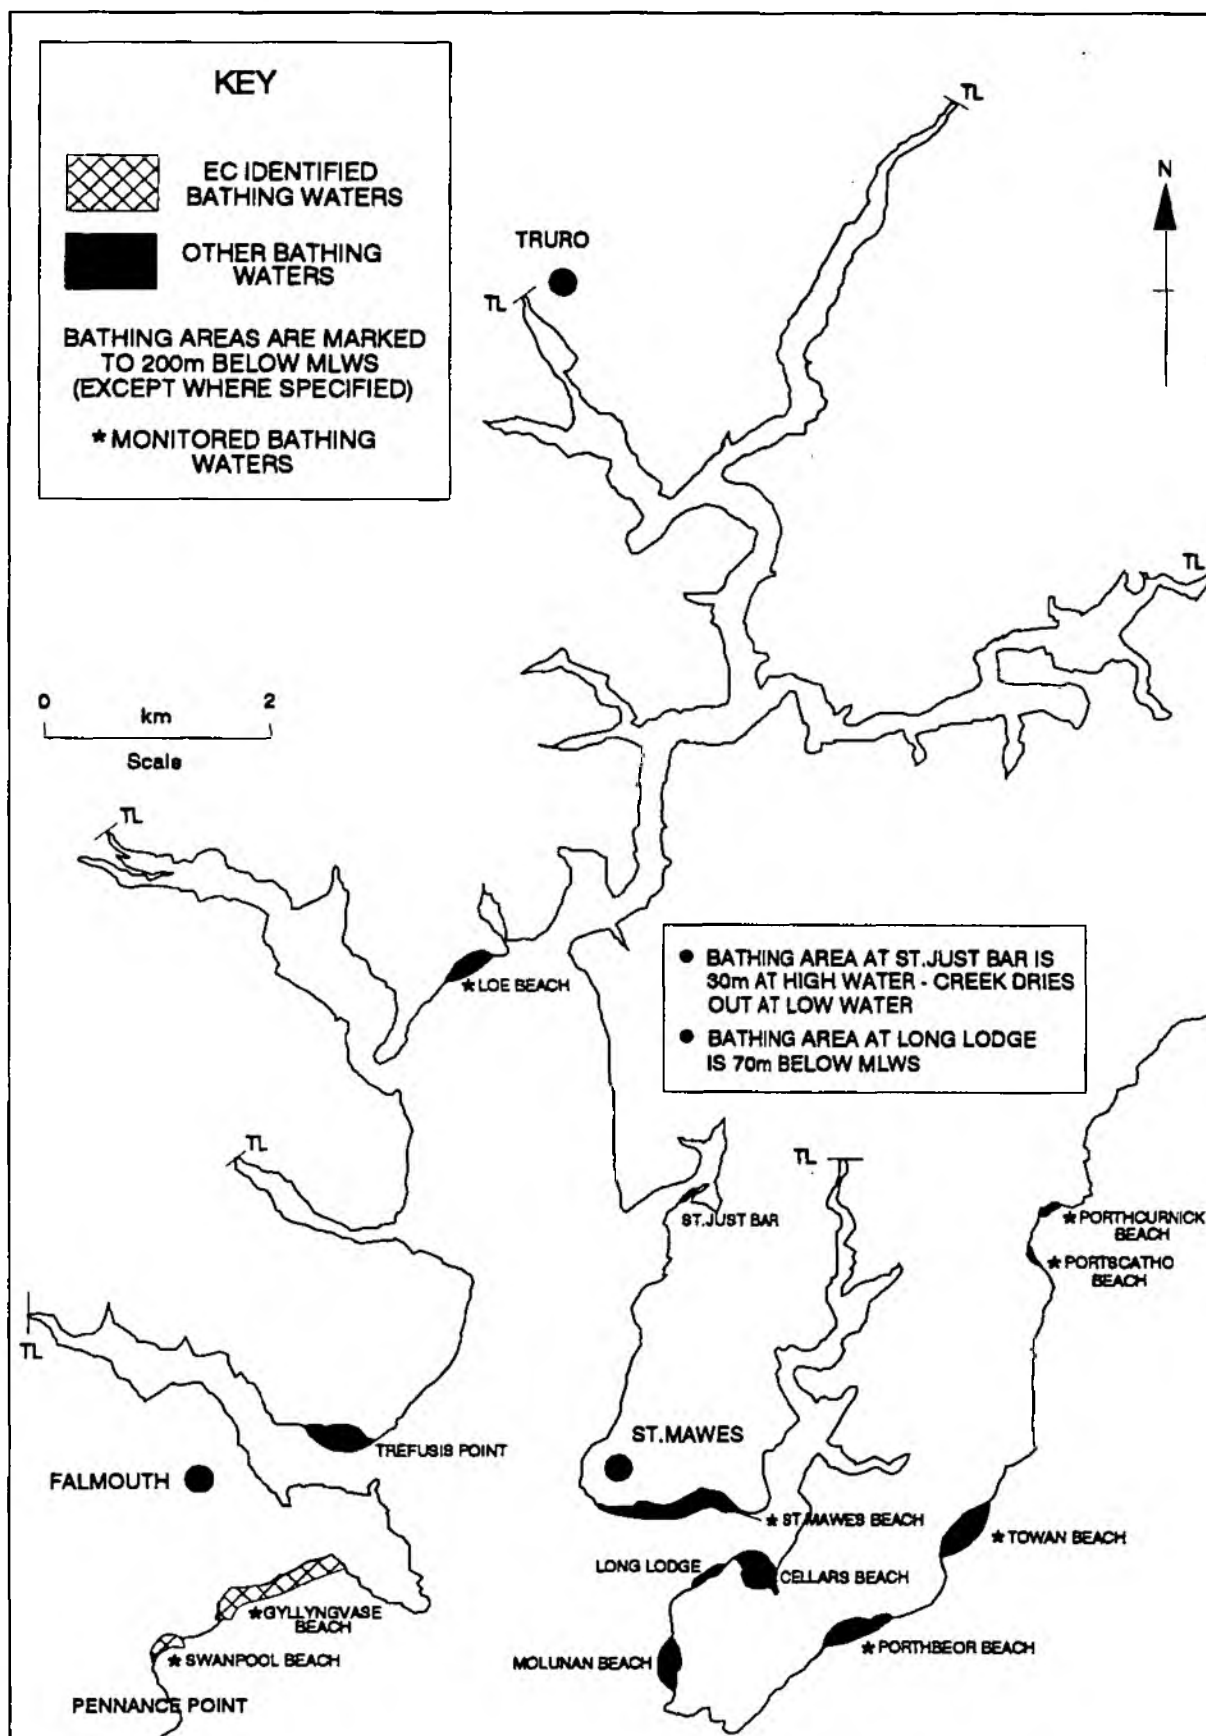 KEY
EC IDENTIFIED
BATHING WATERS
OTHER BATHING
WATERS
BATHING AREAS ARE MARKED
TO 200m BELOW MLWS
(EXCEPT WHERE SPECIFIED)
* MONITORED BATHING
WATERS
TL
N
TRURO
TL
TL
0 2
km
Scale
TL
* LOE BEACH
● BATHING AREA AT ST.JUST BAR IS
30m AT HIGH WATER - CREEK DRIES
OUT AT LOW WATER
● BATHING AREA AT LONG LODGE
IS 70m BELOW MLWS
TL
TL
ST.JUST BAR
* PORTHCURNICK
BEACH
* PORTSCATHO
BEACH
TL
TREFUSIS POINT
ST.MAWES
FALMOUTH
* ST.MAWES BEACH
* TOWAN BEACH
LONG LODGE
CELLARS BEACH
* GYLLYNGVASE
BEACH
* SWANPOOL BEACH
MOLUNAN BEACH
* PORTHBEOR BEACH
PENNANCE POINT